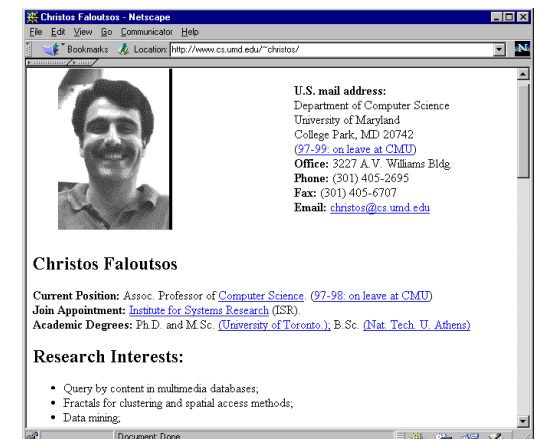 Christos Faloutsos - Netscape
File Edit View Go Communicator Help
Bookmarks Location: http://www.cs.umd.edu/~christos/
N
U.S. mail address:
Department of Computer Science
University of Maryland
College Park, MD 20742
(97-99: on leave at CMU)
Office: 3227 A.V. Williams Bldg.
Phone: (301) 405-2695
Fax: (301) 405-6707
Email: christos@cs.umd.edu
Christos Faloutsos
Current Position: Assoc. Professor of Computer Science. (97-98: on leave at CMU)
Join Appointment: Institute for Systems Research (ISR).
Academic Degrees: Ph.D. and M.Sc. (University of Toronto.); B.Sc. (Nat. Tech. U. Athens)
Research Interests:
• Query by content in multimedia databases;
• Fractals for clustering and spatial access methods;
• Data mining;
Document: Done